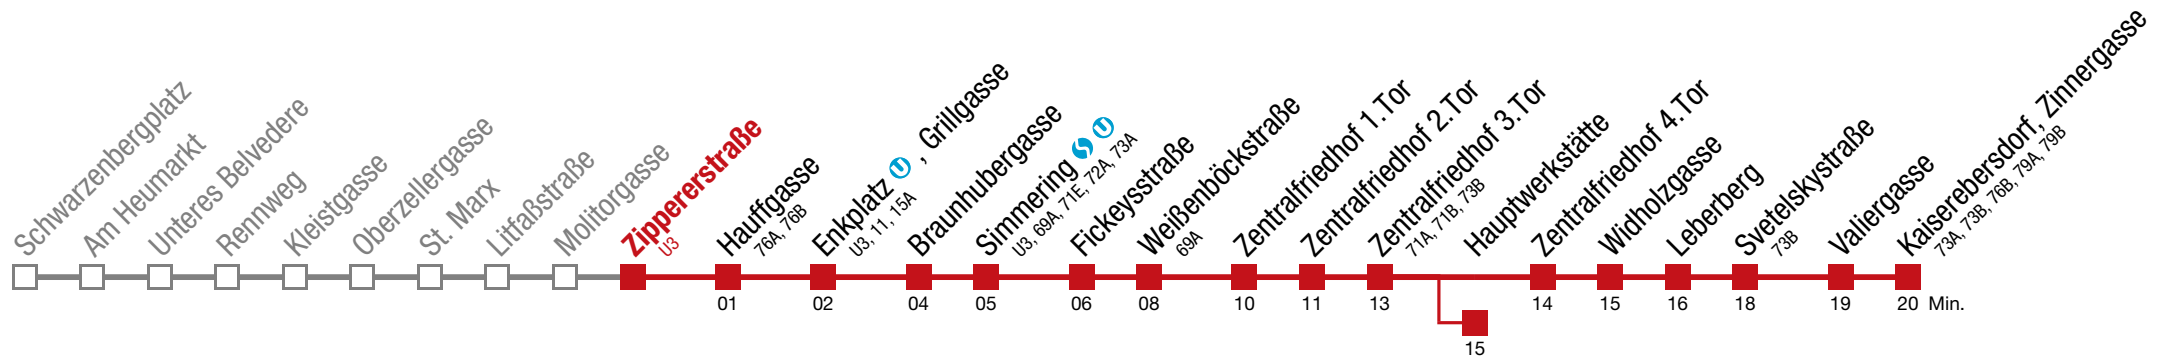 Schwarzenbergplatz
Am Heumarkt
Unteres Belvedere
Rennweg
Kleistgasse
Oberzellergasse
St. Marx
Litfaßstraße
Molitorgasse
Zippererstraße
U3
Hauffgasse
76A, 76B
Enkplatz U , Grillgasse
U3, 11, 15A
Braunhubergasse
Simmering S U
U3, 69A, 71E, 72A, 73A
Fickeysstraße
Weißenböckstraße
69A
Zentralfriedhof 1.Tor
Zentralfriedhof 2.Tor
Zentralfriedhof 3.Tor
71A, 71B, 73B
Hauptwerkstätte
Zentralfriedhof 4.Tor
Widholzgasse
Leberberg
Svetelskystraße
73B
Valiergasse
Kaiserebersdorf, Zinnergasse
73A, 73B, 76B, 79A, 79B
01 02 04 05 06 08 10 11 13 14 15 16 18 19 20 Min.
15